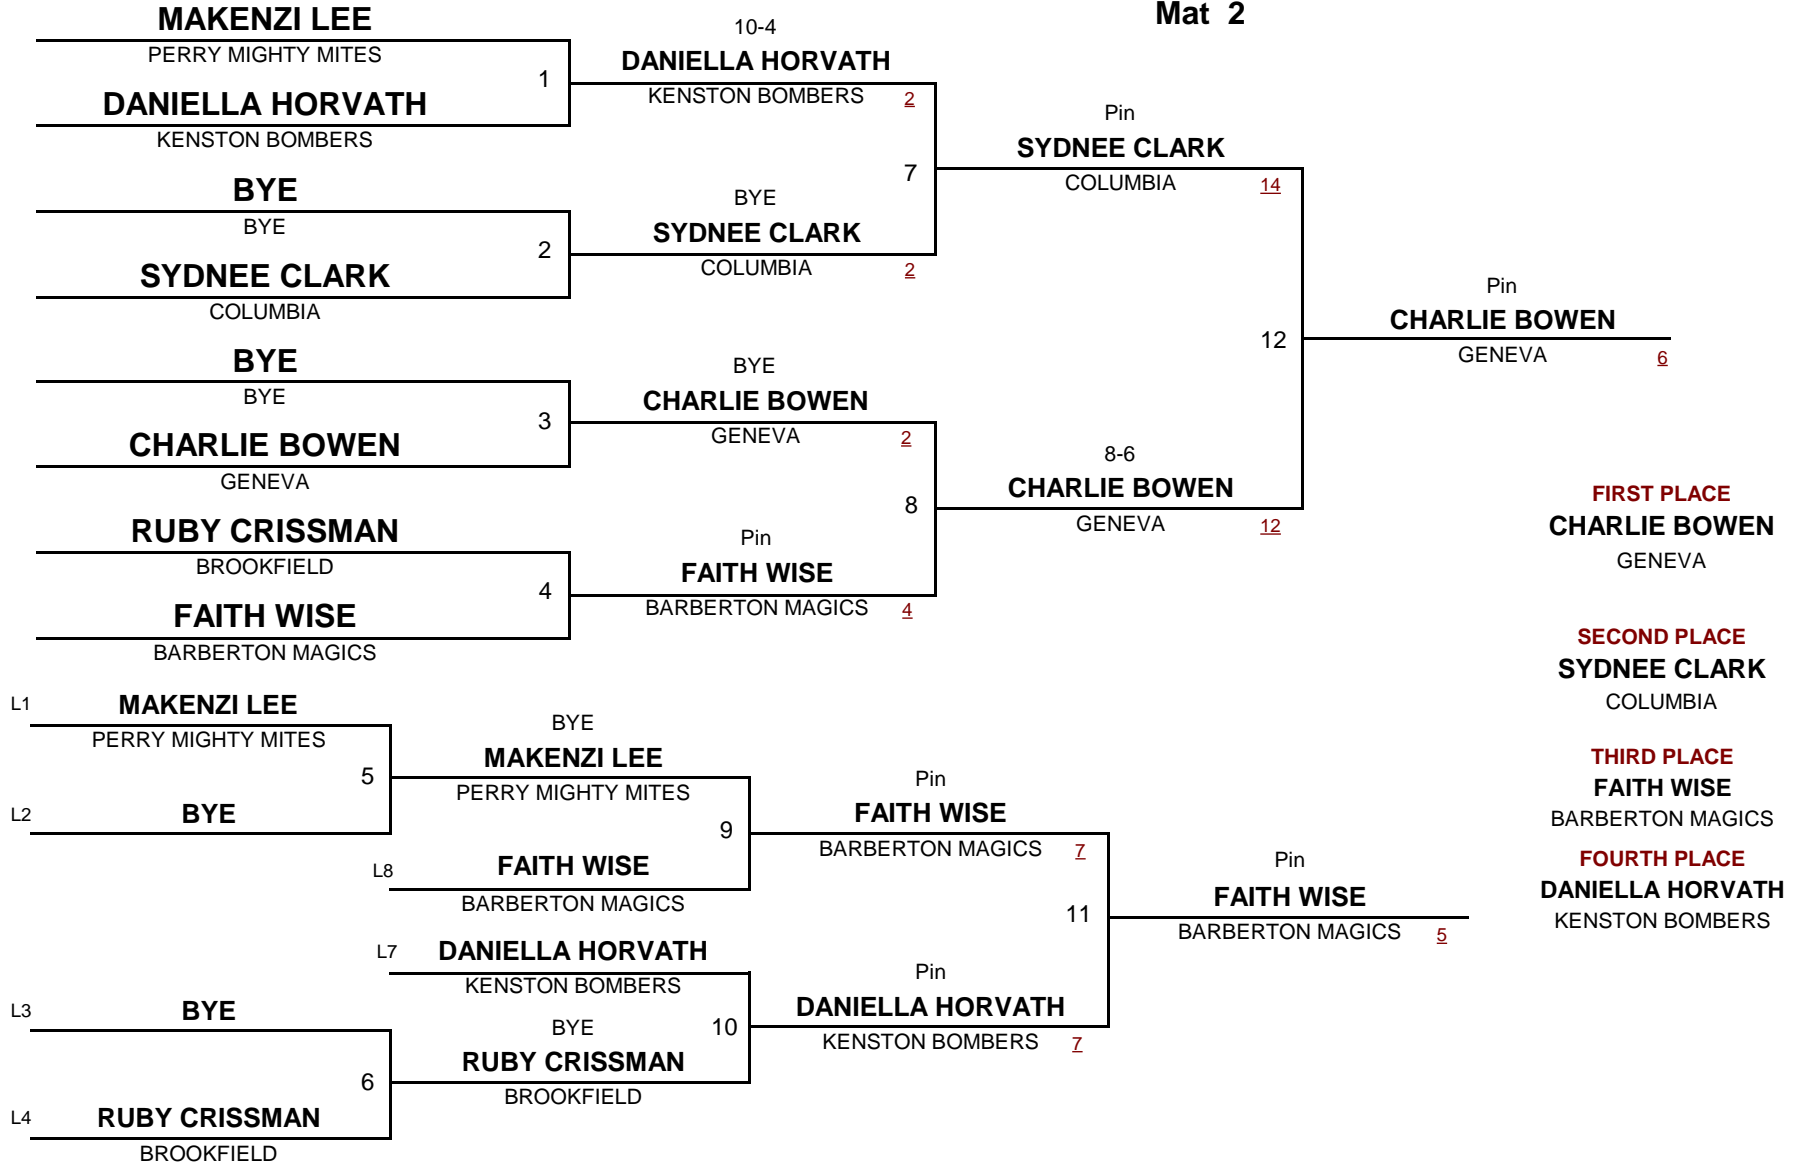 Mat 2
MAKENZI LEE
PERRY MIGHTY MITES
1
DANIELLA HORVATH
KENSTON BOMBERS
BYE
BYE
2
SYDNEE CLARK
COLUMBIA
BYE
BYE
3
CHARLIE BOWEN
GENEVA
RUBY CRISSMAN
BROOKFIELD
4
FAITH WISE
BARBERTON MAGICS
10-4
DANIELLA HORVATH
KENSTON BOMBERS 2
7
BYE
SYDNEE CLARK
COLUMBIA 2
BYE
CHARLIE BOWEN
GENEVA 2
8
Pin
FAITH WISE
BARBERTON MAGICS 4
Pin
SYDNEE CLARK
COLUMBIA 14
12
8-6
CHARLIE BOWEN
GENEVA 12
Pin
CHARLIE BOWEN
GENEVA 6
L1 MAKENZI LEE
PERRY MIGHTY MITES
5
L2 BYE
L3 BYE
6
L4 RUBY CRISSMAN
BROOKFIELD
BYE
MAKENZI LEE
PERRY MIGHTY MITES
9
L8 FAITH WISE
BARBERTON MAGICS
L7 DANIELLA HORVATH
KENSTON BOMBERS
BYE 10
RUBY CRISSMAN
BROOKFIELD
Pin
FAITH WISE
BARBERTON MAGICS 7
11
Pin
DANIELLA HORVATH
KENSTON BOMBERS 7
Pin
FAITH WISE
BARBERTON MAGICS 5
FIRST PLACE
CHARLIE BOWEN
GENEVA
SECOND PLACE
SYDNEE CLARK
COLUMBIA
THIRD PLACE
FAITH WISE
BARBERTON MAGICS
FOURTH PLACE
DANIELLA HORVATH
KENSTON BOMBERS